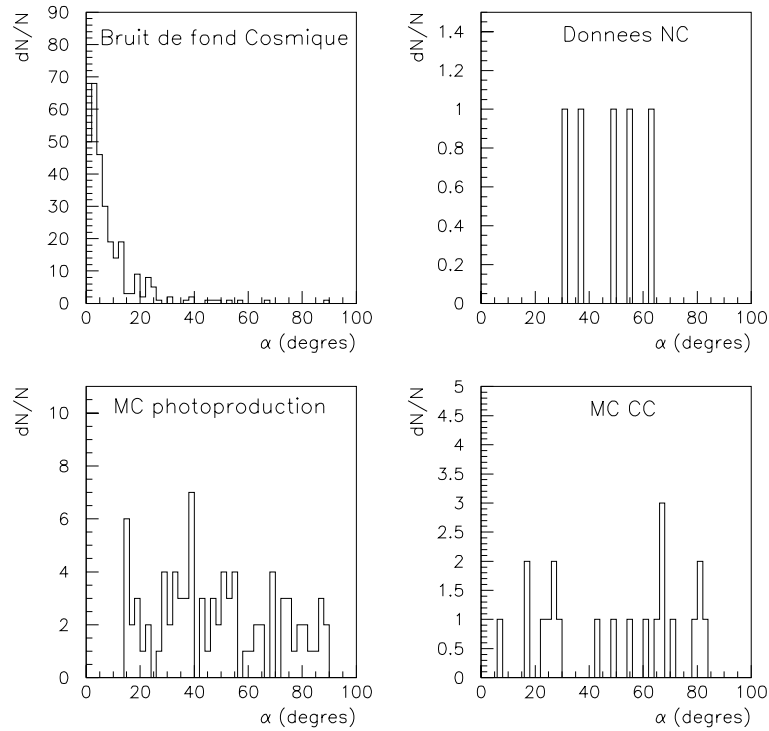 dN/N
90
80
70
60
50
40
30
20
10
0
Bruit de fond Cosmique
0 20 40 60 80 100
α (degres)
dN/N
1.4
1.2
1
0.8
0.6
0.4
0.2
0
Donnees NC
0 20 40 60 80 100
α (degres)
dN/N
10
8
6
4
2
0
MC photoproduction
0 20 40 60 80 100
α (degres)
dN/N
5
4.5
4
3.5
3
2.5
2
1.5
1
0.5
0
MC CC
0 20 40 60 80 100
α (degres)